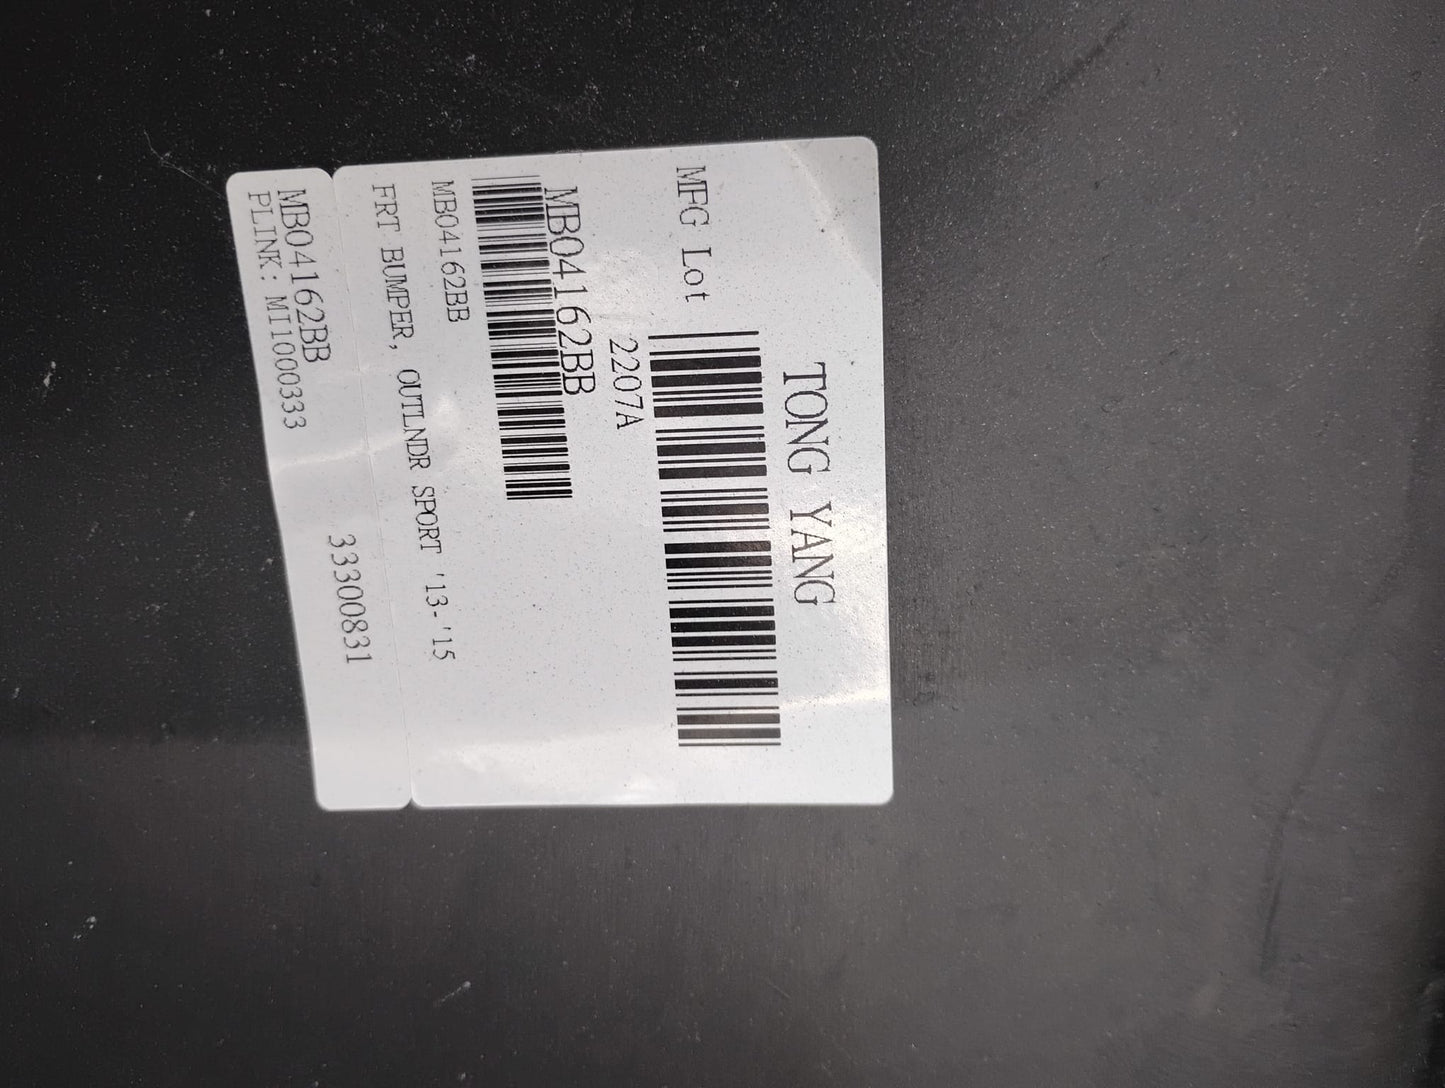 TONG YANG
MFG Lot
2207A
MB04162BB
MB04162BB
FRT BUMPER, OUTLNDR SPORT '13-'15
33300831
MB04162BB
PLINK: MI1000333